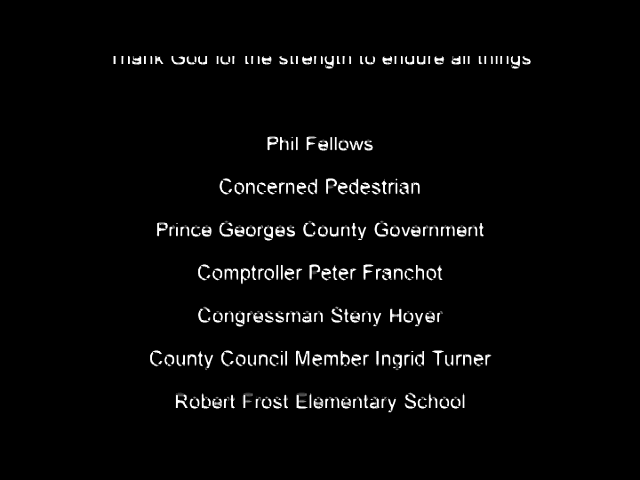 Thank God for the strength to endure all things
Phil Fellows
Concerned Pedestrian
Prince Georges County Government
Comptroller Peter Franchot
Congressman Steny Hoyer
County Council Member Ingrid Turner
Robert Frost Elementary School